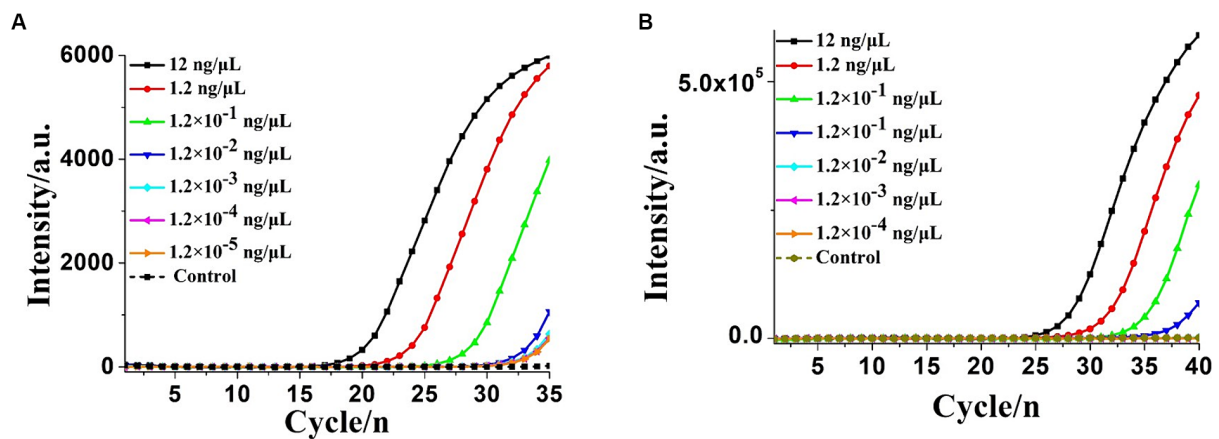 A
6000
4000
2000
0
Intensity/a.u.
12 ng/µL
1.2 ng/µL
1.2×10-1 ng/µL
1.2×10-2 ng/µL
1.2×10-3 ng/µL
1.2×10-4 ng/µL
1.2×10-5 ng/µL
Control
5 10 15 20 25 30 35
Cycle/n
B
5.0x10 5
0.0
Intensity/a.u.
12 ng/µL
1.2 ng/µL
1.2×10-1 ng/µL
1.2×10-1 ng/µL
1.2×10-2 ng/µL
1.2×10-3 ng/µL
1.2×10-4 ng/µL
Control
5 10 15 20 25 30 35 40
Cycle/n